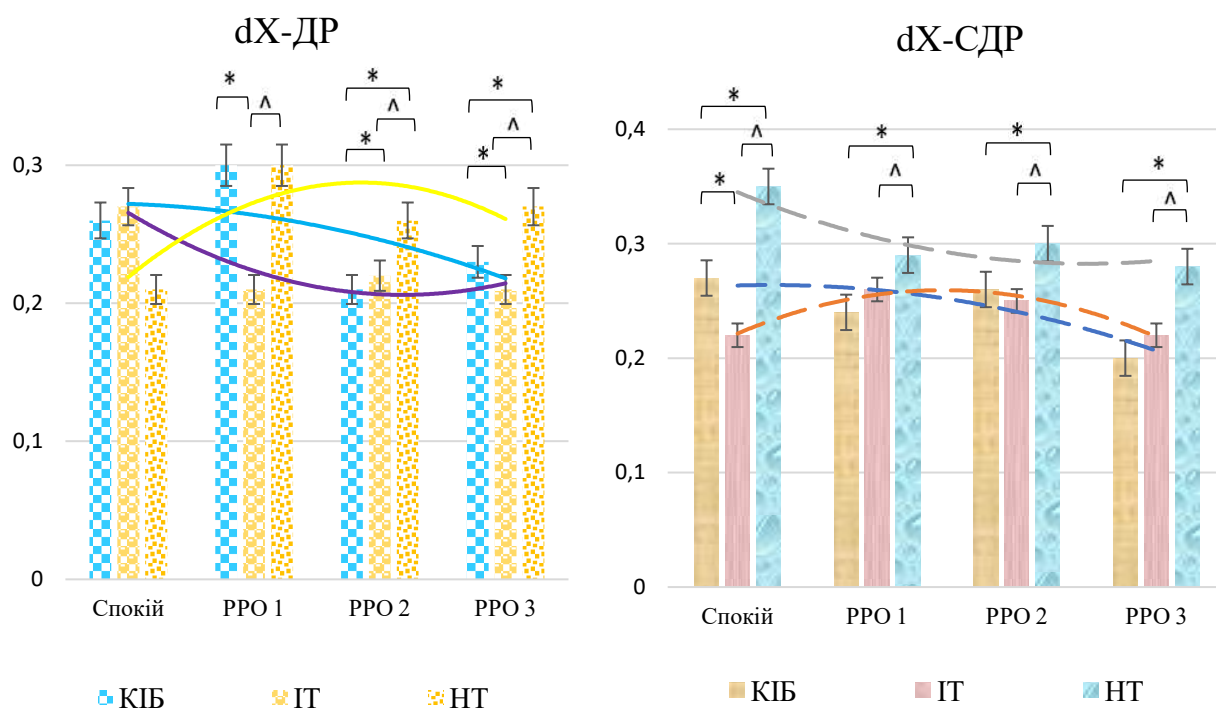 dX-ДР
* ^ * ^ * * ^ *
0,3
0,2
0,1
0
Спокій РРО 1 РРО 2 РРО 3
КІБ ІТ НТ
dX-СДР
* ^ * * ^ * ^ * ^
0,4
0,3
0,2
0,1
0
Спокій РРО 1 РРО 2 РРО 3
КІБ ІТ НТ